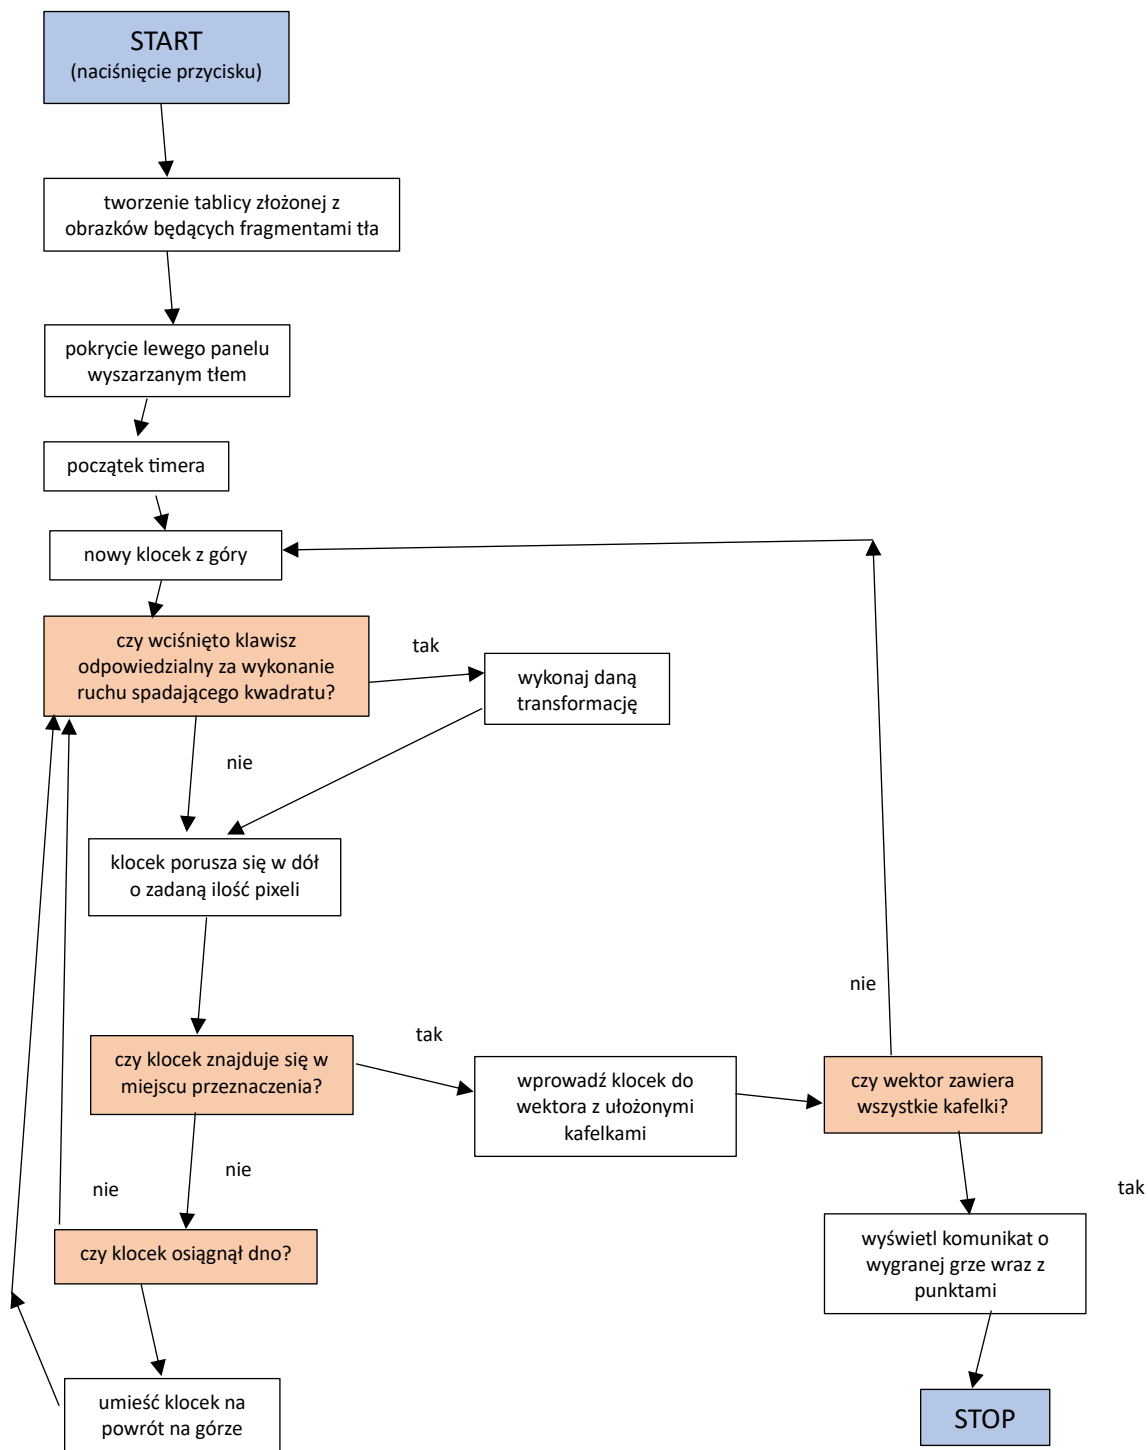 START
(naciśnięcie przycisku)
tworzenie tablicy złożonej z
obrazków będących fragmentami tła
pokrycie lewego panelu
wyszarzanym tłem
początek timera
nowy klocek z góry
czy wciśnięto klawisz
odpowiedzialny za wykonanie
ruchu spadającego kwadratu?
tak
wykonaj daną
transformację
nie
klocek porusza się w dół
o zadaną ilość pixeli
nie
tak
czy klocek znajduje się w
miejscu przeznaczenia?
wprowadź klocek do
wektora z ułożonymi
kafelkami
czy wektor zawiera
wszystkie kafelki?
nie
nie
tak
czy klocek osiągnął dno?
wyświetl komunikat o
wygranej grze wraz z
punktami
umieść klocek na
powrót na górze
STOP